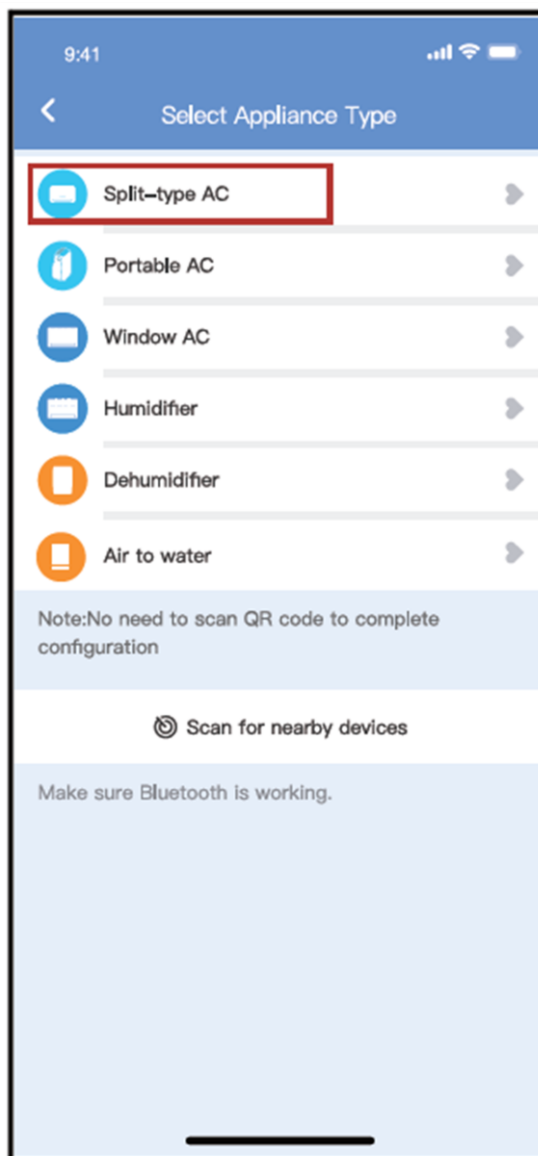 9:41
Select Appliance Type
Split-type AC
Portable AC
Window AC
Humidifier
Dehumidifier
Air to water
Note:No need to scan QR code to complete
configuration
Scan for nearby devices
Make sure Bluetooth is working.